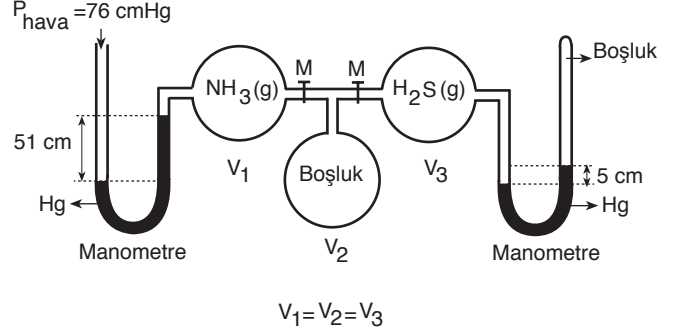 P hava =76 cmHg
51 cm
Hg
Manometre
NH3(g)
V1
M
M
Boşluk
V2
H2S(g)
V3
Boşluk
5 cm
Hg
Manometre
V1=V2=V3